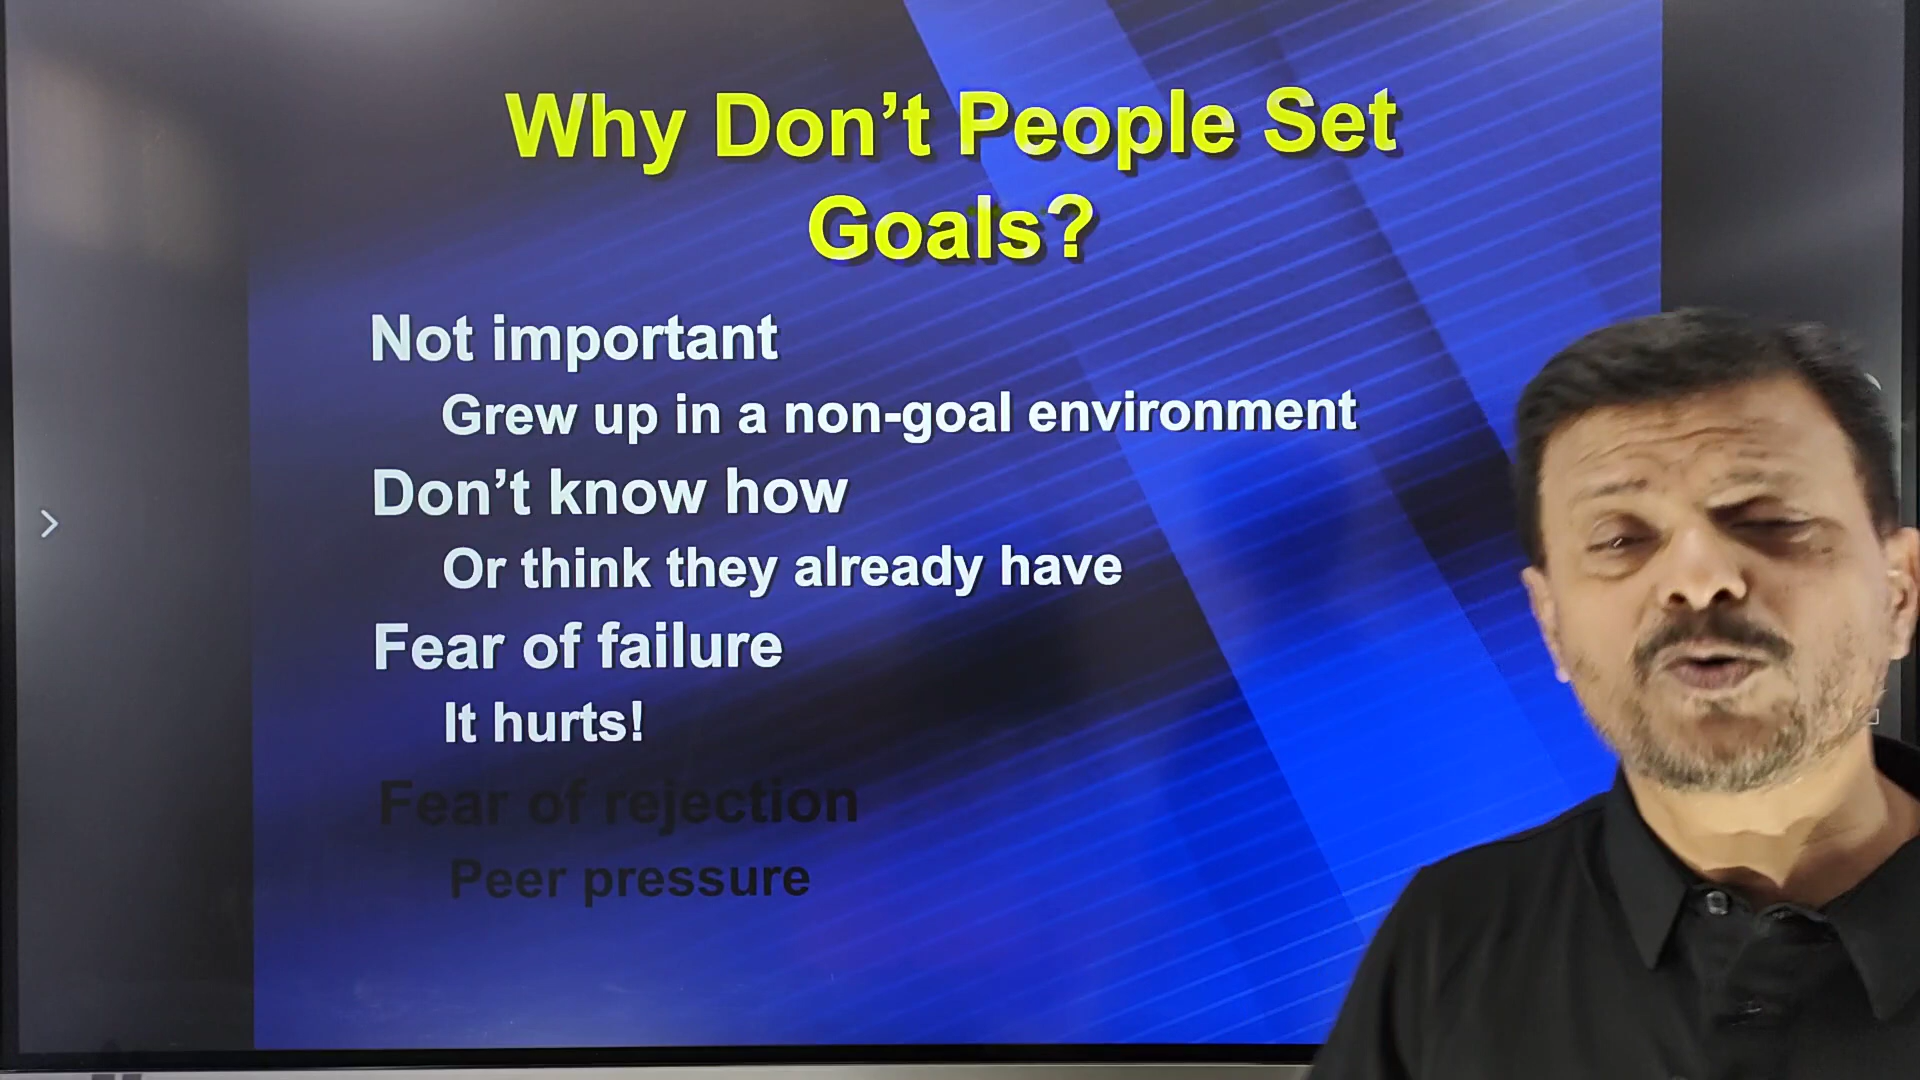 Why Don’t People Set
Goals?
Not important
Grew up in a non-goal environment
Don’t know how
Or think they already have
Fear of failure
It hurts!
Fear of rejection
Peer pressure